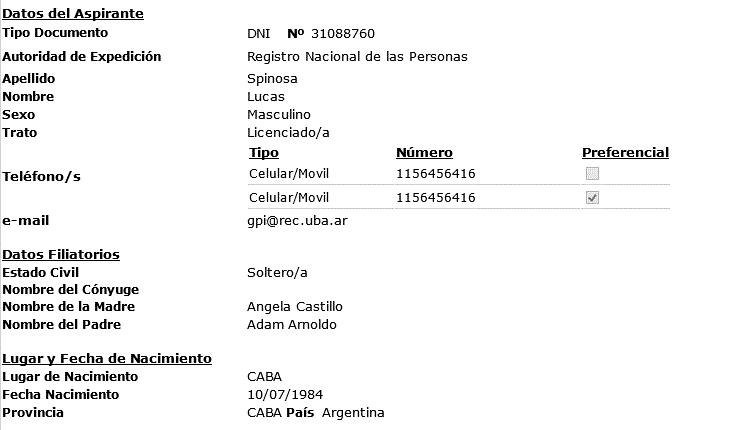 Datos del Aspirante
Tipo Documento DNI Nº 31088760
Autoridad de Expedición Registro Nacional de las Personas
Apellido Spinosa
Nombre Lucas
Sexo Masculino
Trato Licenciado/a
Tipo Número Preferencial
Teléfono/s
Celular/Movil 1156456416
Celular/Movil 1156456416
e-mail gpi@rec.uba.ar
Datos Filiatorios
Estado Civil Soltero/a
Nombre del Cónyuge
Nombre de la Madre Angela Castillo
Nombre del Padre Adam Arnoldo
Lugar y Fecha de Nacimiento
Lugar de Nacimiento CABA
Fecha Nacimiento 10/07/1984
Provincia CABA País Argentina